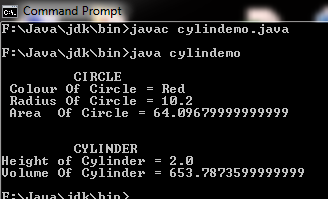 Command Prompt
F:\Java\jdk\bin>javac cylindemo.java
F:\Java\jdk\bin>java cylindemo
CIRCLE
Colour Of Circle = Red
Radius Of Circle = 10.2
Area  Of Circle = 64.09679999999999
CYLINDER
Height of Cylinder = 2.0
Volume Of Cylinder = 653.7873599999999
F:\Java\jdk\bin>